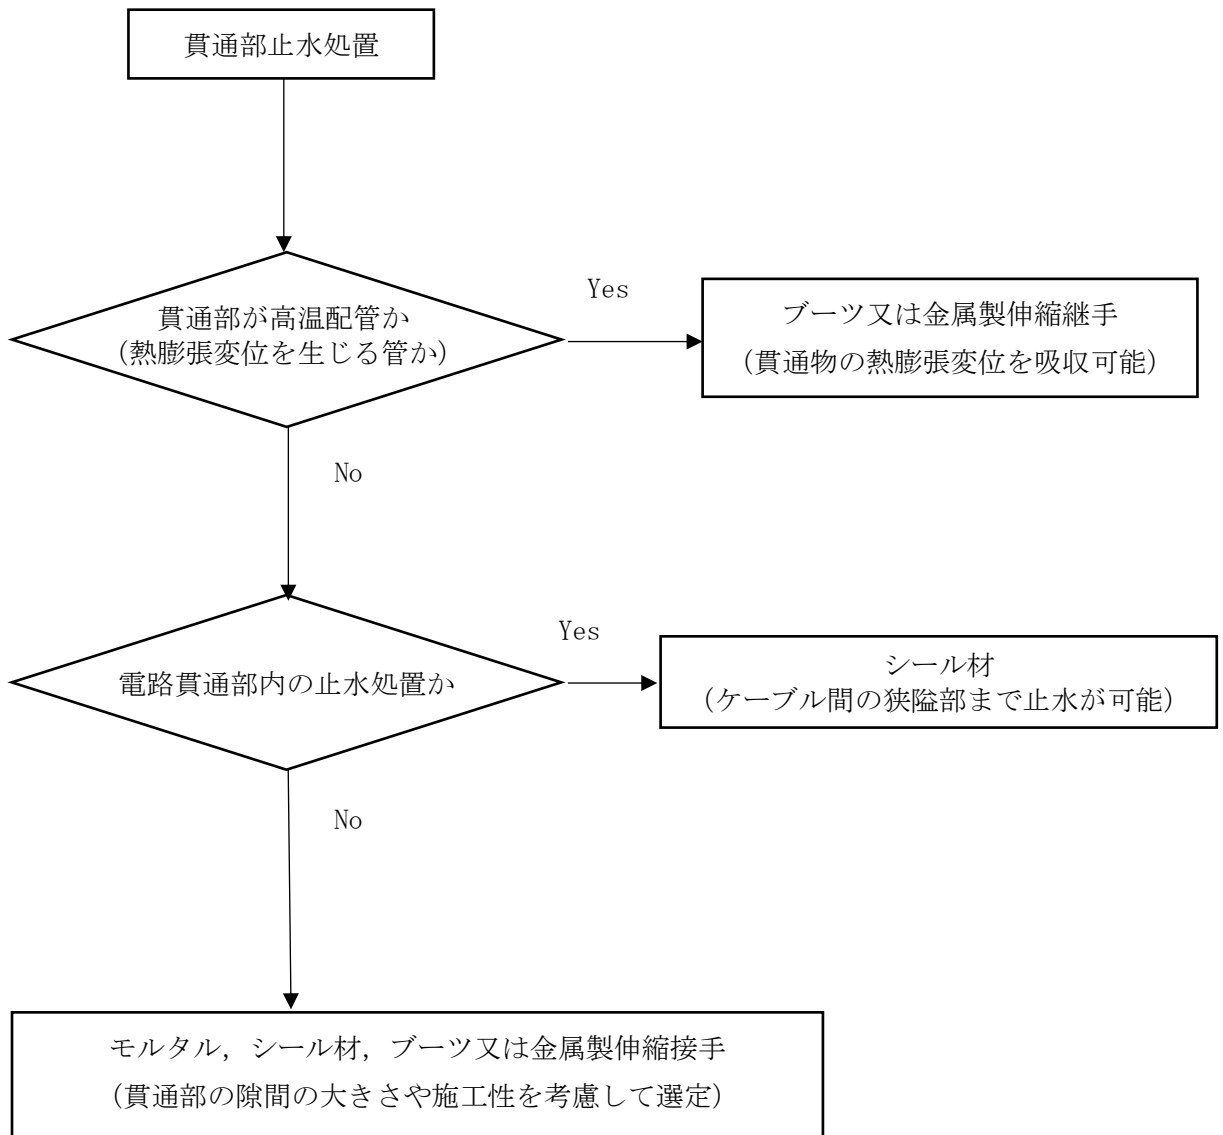 貫通部止水処置
貫通部が高温配管か
（熱膨張変位を生じる管か）
Yes
ブーツ又は金属製伸縮継手
（貫通物の熱膨張変位を吸収可能）
No
電路貫通部内の止水処置か
Yes
シール材
（ケーブル間の狭隘部まで止水が可能）
No
モルタル，シール材，ブーツ又は金属製伸縮接手
（貫通部の隙間の大きさや施工性を考慮して選定）